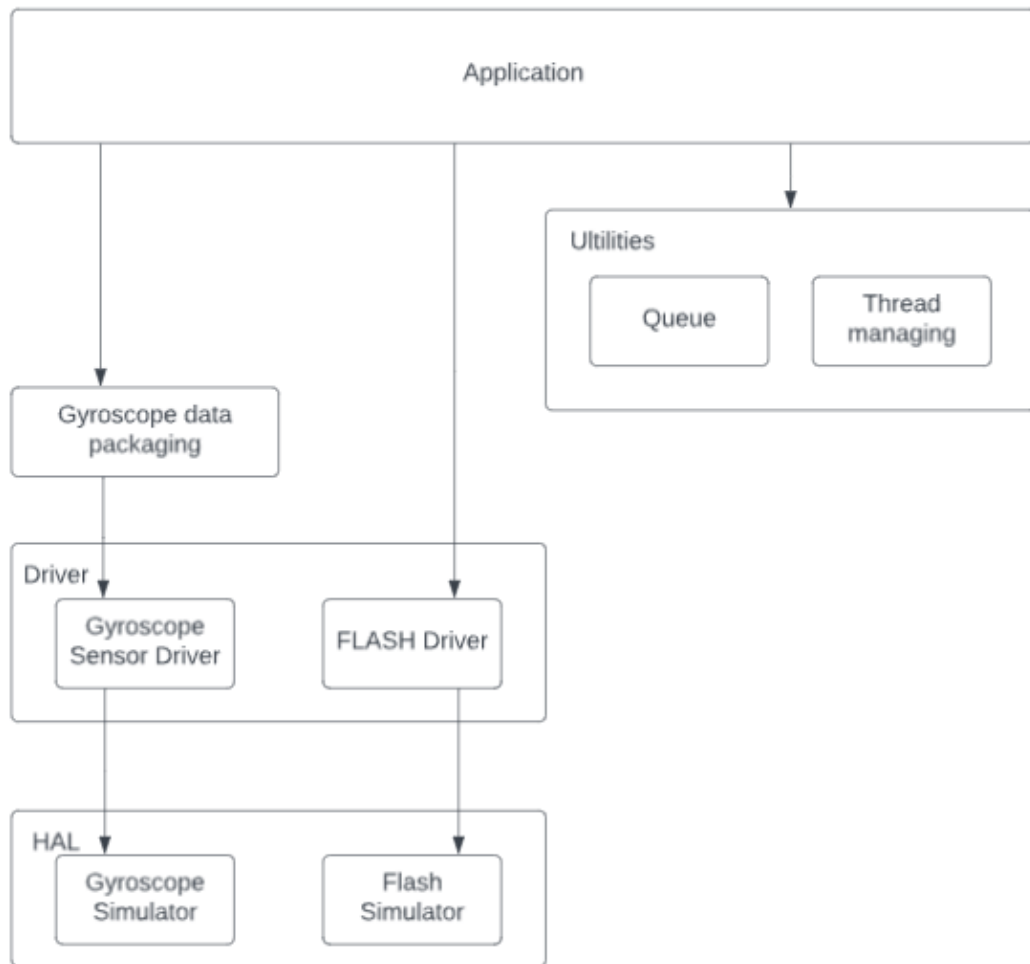 Application
Ultilities
Queue
Thread
managing
Gyroscope data
packaging
Driver
Gyroscope
Sensor Driver
FLASH Driver
HAL
Gyroscope
Simulator
Flash
Simulator